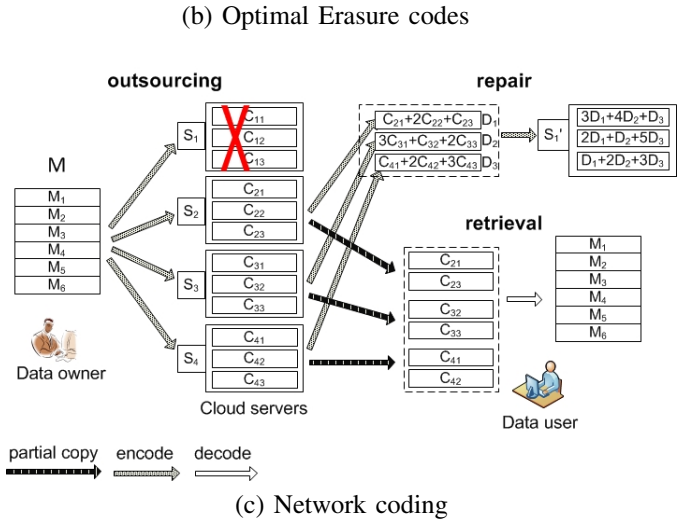 (b) Optimal Erasure codes
outsourcing
repair
M
M₁
M₂
M₃
M₄
M₅
M₆
Data owner
S₁
C₁₁
C₁₂
C₁₃
S₂
C₂₁
C₂₂
C₂₃
S₃
C₃₁
C₃₂
C₃₃
S₄
C₄₁
C₄₂
C₄₃
Cloud servers
C₂₁+2C₂₂+C₂₃ D₁
3C₃₁+C₃₂+2C₃₃ D₂
C₄₁+2C₄₂+3C₄₃ D₃
S₁'
3D₁+4D₂+D₃
2D₁+D₂+5D₃
D₁+2D₂+3D₃
retrieval
C₂₁
C₂₃
C₃₂
C₃₃
C₄₁
C₄₂
M₁
M₂
M₃
M₄
M₅
M₆
Data user
partial copy encode decode
(c) Network coding